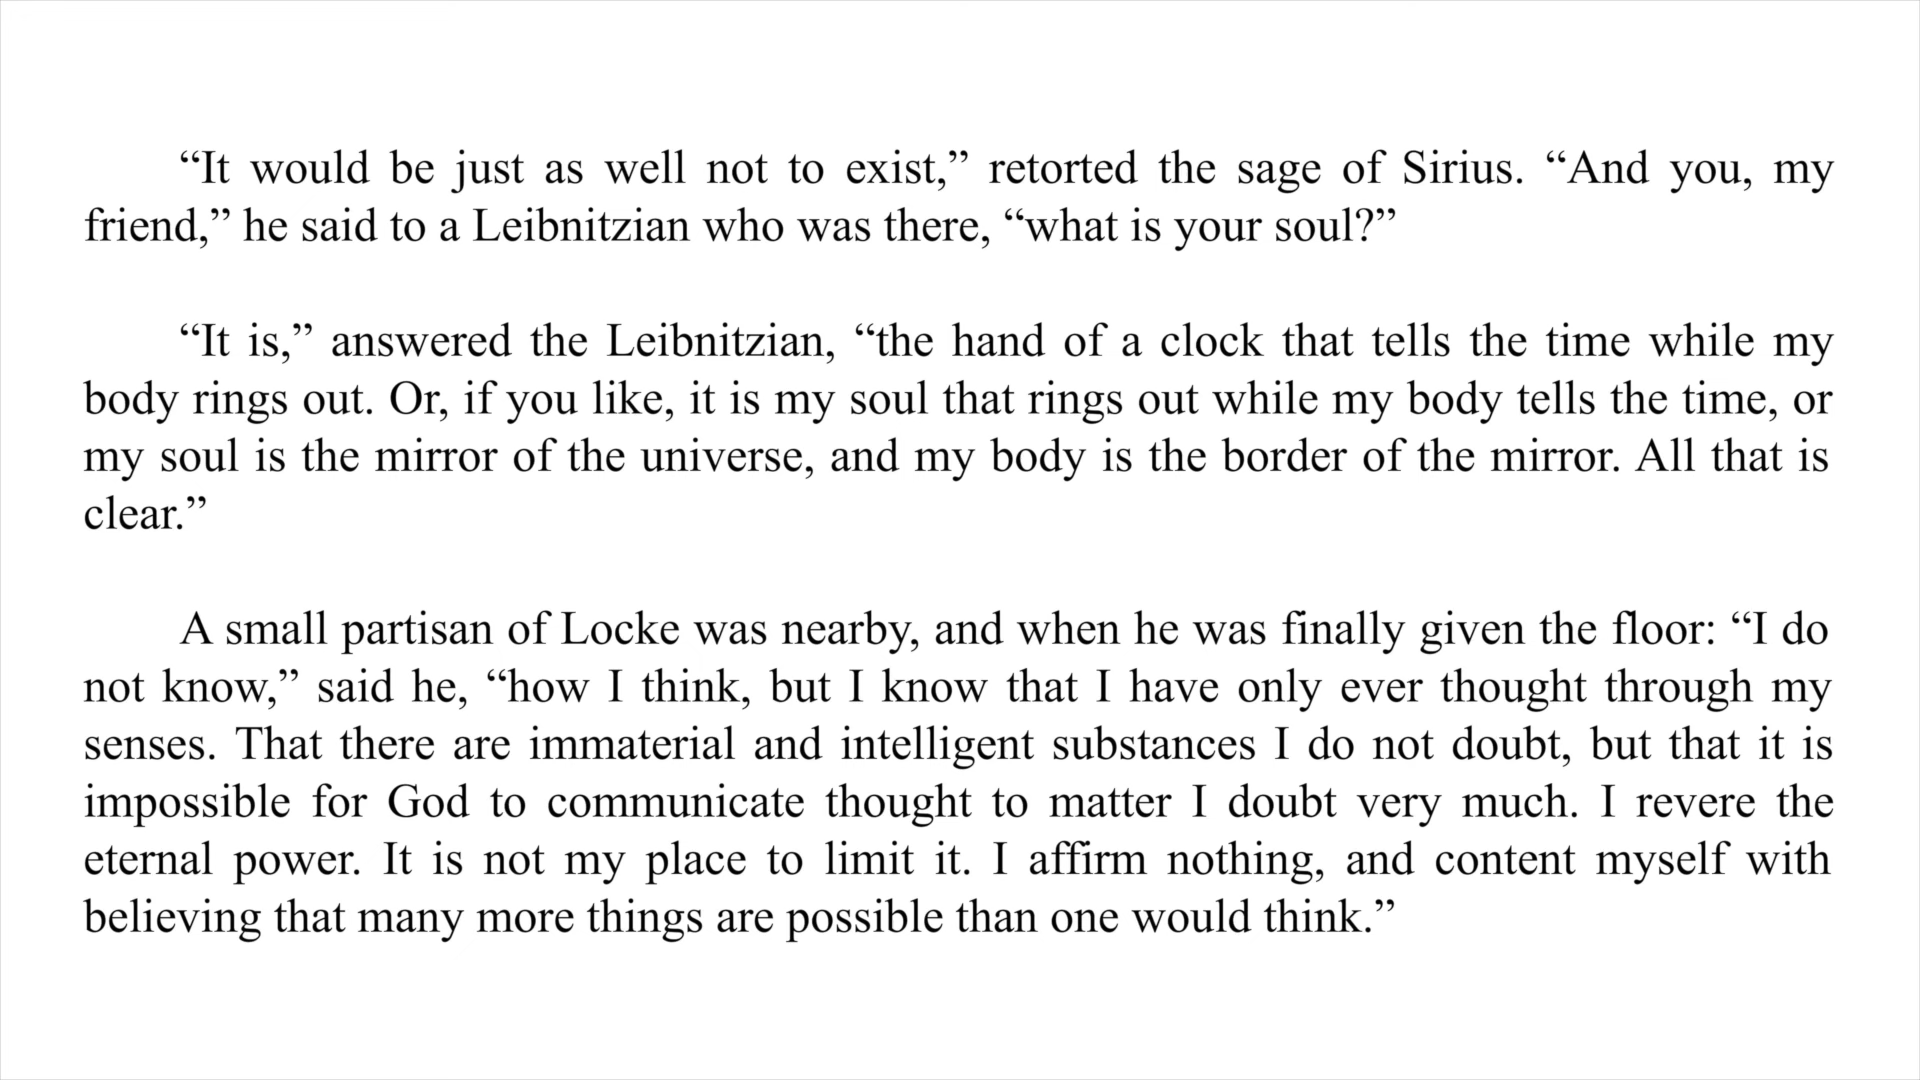 “It would be just as well not to exist,” retorted the sage of Sirius. “And you, my
friend,” he said to a Leibnitzian who was there, “what is your soul?”
“It is,” answered the Leibnitzian, “the hand of a clock that tells the time while my
body rings out. Or, if you like, it is my soul that rings out while my body tells the time, or
my soul is the mirror of the universe, and my body is the border of the mirror. All that is
clear.”
A small partisan of Locke was nearby, and when he was finally given the floor: “I do
not know,” said he, “how I think, but I know that I have only ever thought through my
senses. That there are immaterial and intelligent substances I do not doubt, but that it is
impossible for God to communicate thought to matter I doubt very much. I revere the
eternal power. It is not my place to limit it. I affirm nothing, and content myself with
believing that many more things are possible than one would think.”